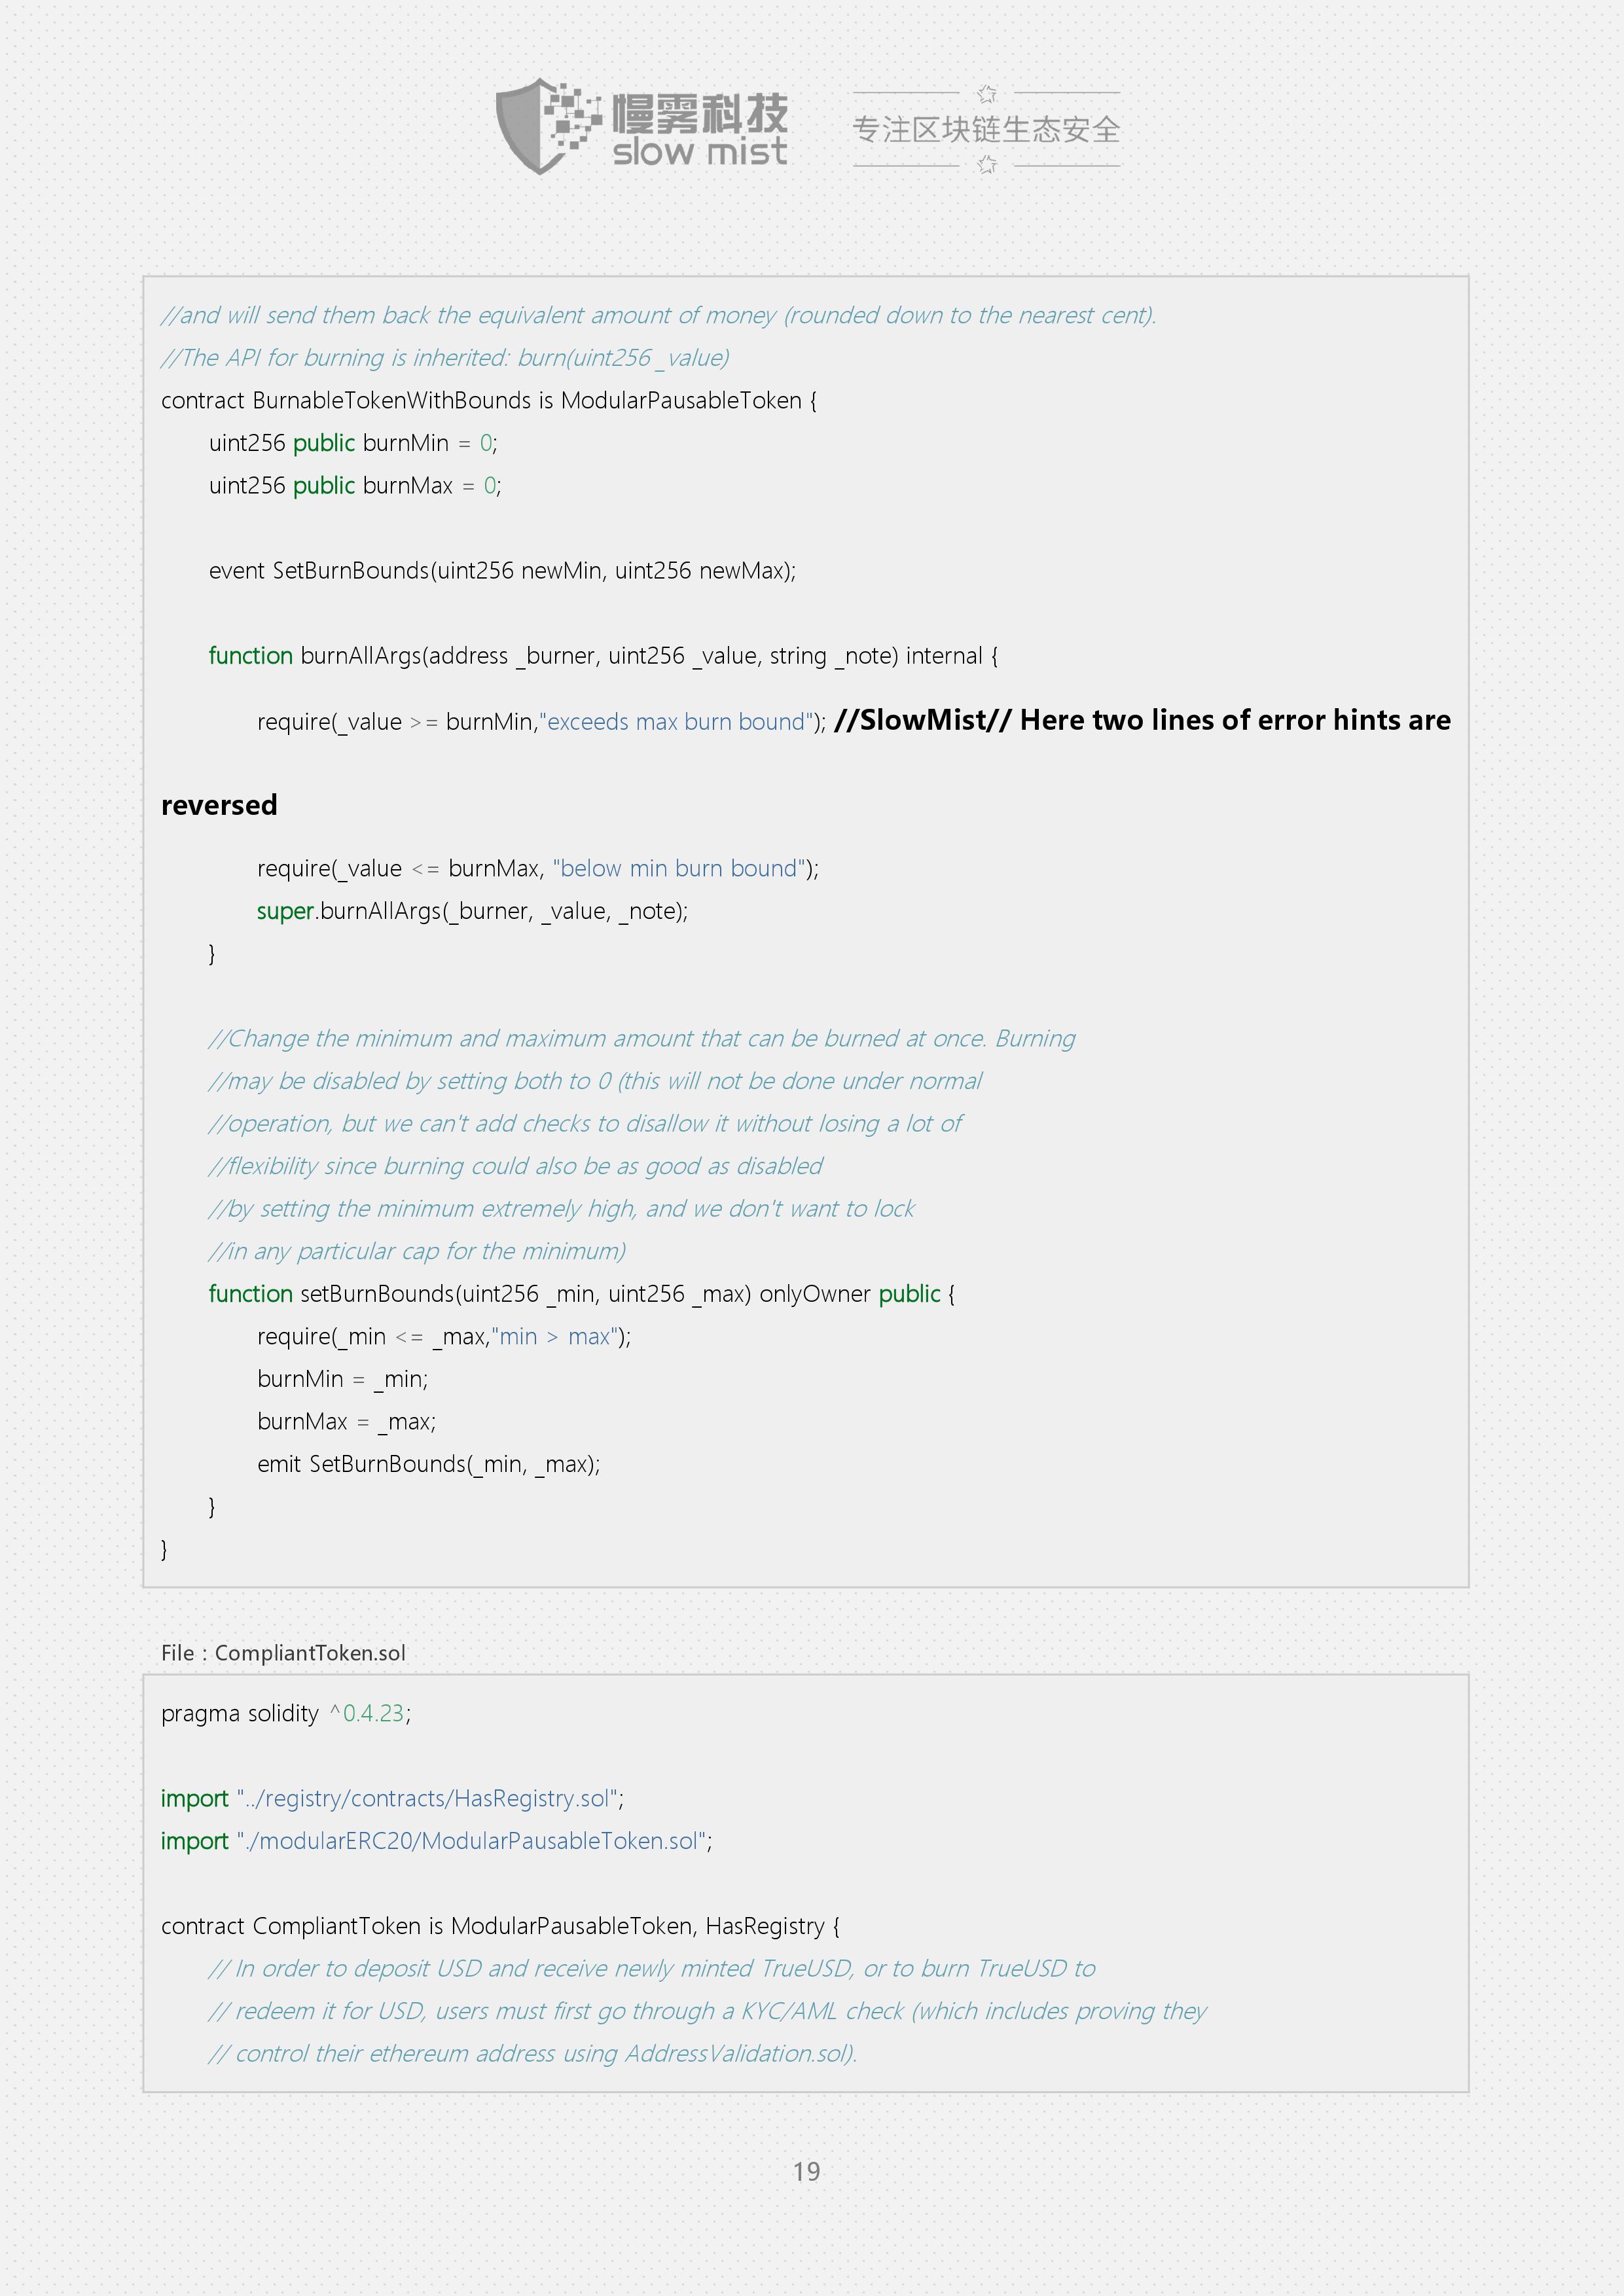 慢雾科技
slow mist
专注区块链生态安全
//and will send them back the equivalent amount of money (rounded down to the nearest cent).
//The API for burning is inherited: burn(uint256 _value)
contract BurnableTokenWithBounds is ModularPausableToken {
uint256 public burnMin = 0;
uint256 public burnMax = 0;
event SetBurnBounds(uint256 newMin, uint256 newMax);
function burnAllArgs(address _burner, uint256 _value, string _note) internal {
require(_value >= burnMin,"exceeds max burn bound"); //SlowMist// Here two lines of error hints are
reversed
require(_value <= burnMax, "below min burn bound");
super.burnAllArgs(_burner, _value, _note);
}
//Change the minimum and maximum amount that can be burned at once. Burning
//may be disabled by setting both to 0 (this will not be done under normal
//operation, but we can't add checks to disallow it without losing a lot of
//flexibility since burning could also be as good as disabled
//by setting the minimum extremely high, and we don't want to lock
//in any particular cap for the minimum)
function setBurnBounds(uint256 _min, uint256 _max) onlyOwner public {
require(_min <= _max,"min > max");
burnMin = _min;
burnMax = _max;
emit SetBurnBounds(_min, _max);
}
}
File : CompliantToken.sol
pragma solidity ^0.4.23;
import "../registry/contracts/HasRegistry.sol";
import "./modularERC20/ModularPausableToken.sol";
contract CompliantToken is ModularPausableToken, HasRegistry {
// In order to deposit USD and receive newly minted TrueUSD, or to burn TrueUSD to
// redeem it for USD, users must first go through a KYC/AML check (which includes proving they
// control their ethereum address using AddressValidation.sol).
19